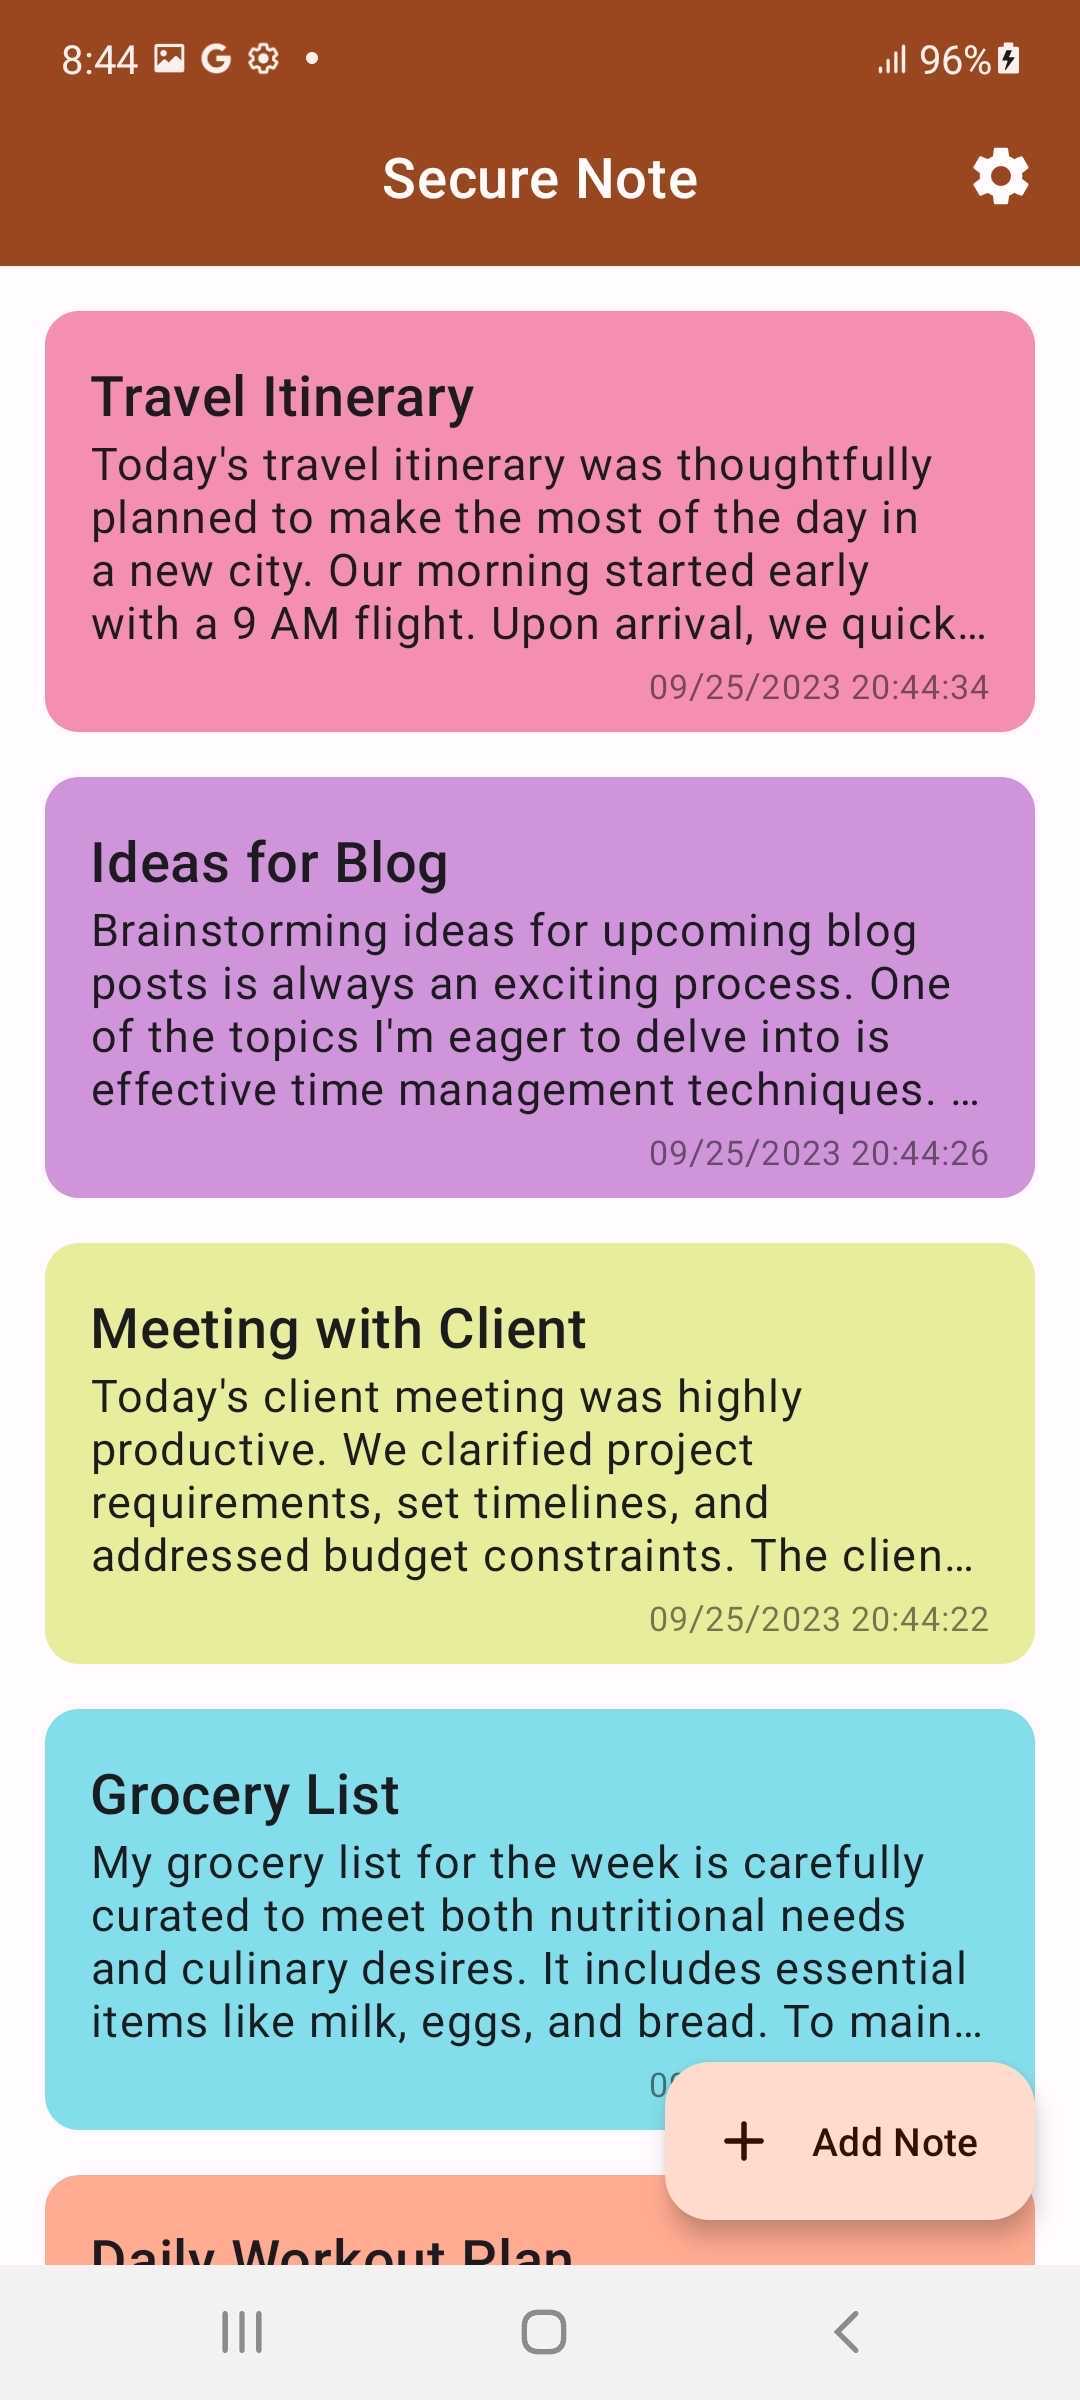 8:44
96%
Secure Note
Travel Itinerary
Today's travel itinerary was thoughtfully
planned to make the most of the day in
a new city. Our morning started early
with a 9 AM flight. Upon arrival, we quick…
09/25/2023 20:44:34
Ideas for Blog
Brainstorming ideas for upcoming blog
posts is always an exciting process. One
of the topics I'm eager to delve into is
effective time management techniques. …
09/25/2023 20:44:26
Meeting with Client
Today's client meeting was highly
productive. We clarified project
requirements, set timelines, and
addressed budget constraints. The clien…
09/25/2023 20:44:22
Grocery List
My grocery list for the week is carefully
curated to meet both nutritional needs
and culinary desires. It includes essential
items like milk, eggs, and bread. To main…
Add Note
Daily Workout Plan